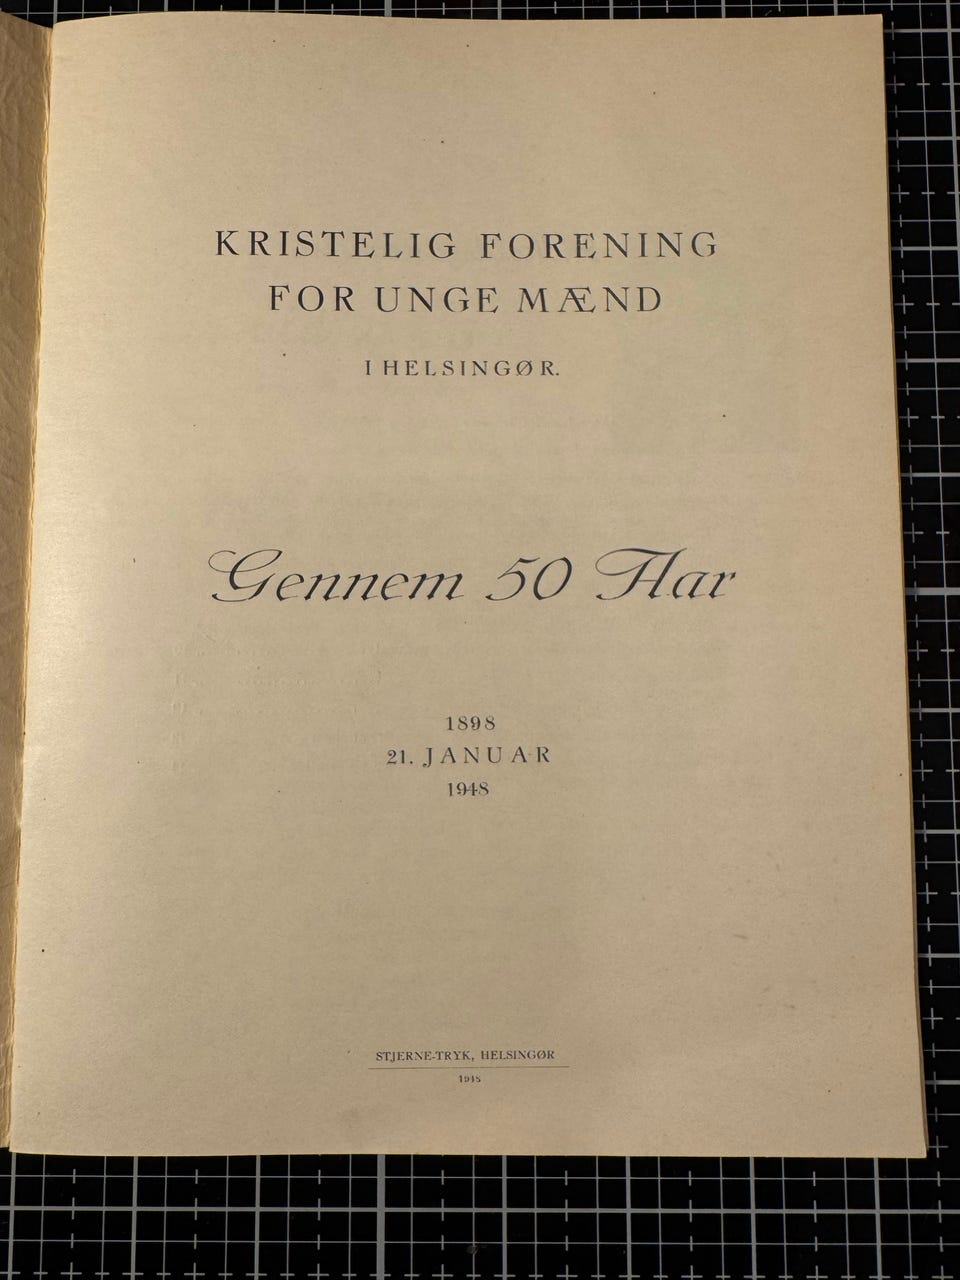 KRISTELIG FORENING
FOR UNGE MÆND
I HELSINGØR.
Gennem 50 Aar
1898
21. JANUAR
1948
STJERNE-TRYK, HELSINGØR
1948